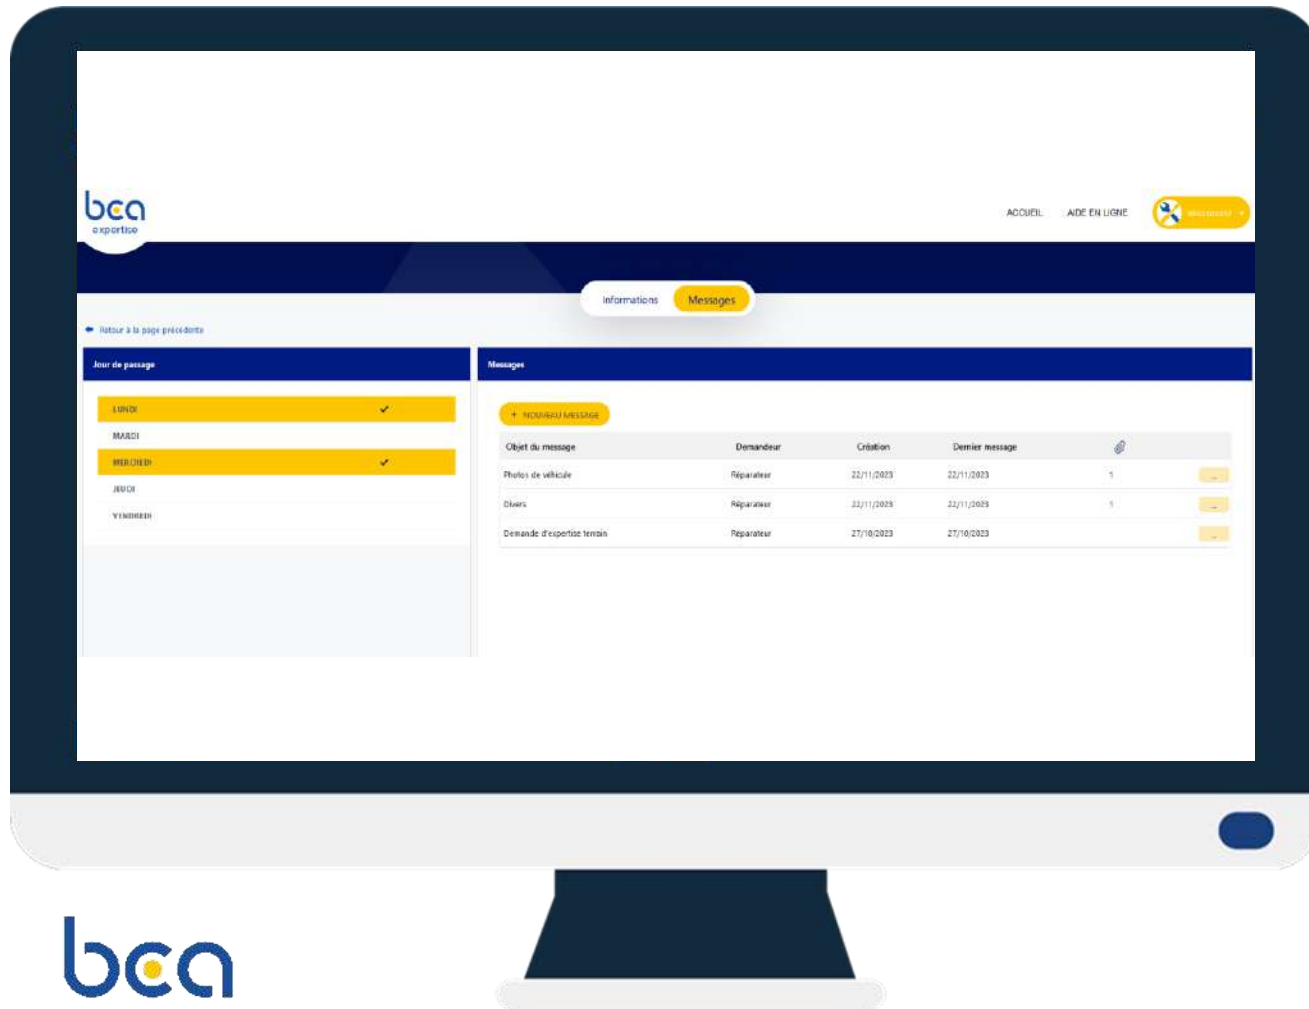 bca
expertise
ACCUEIL AIDE EN LIGNE
Informations Messages
Retour à la page précédente
Jour de passage
LUNDI
MARDI
MERCREDI
JEUDI
VENDREDI
Messages
+ NOUVEAU MESSAGE
Objet du message Demandeur Création Dernier message
Photos de véhicule Réparateur 22/11/2023 22/11/2023 1 ...
Divers Réparateur 22/11/2023 22/11/2023 1 ...
Demande d'expertise terrain Réparateur 27/10/2023 27/10/2023 ...
bca